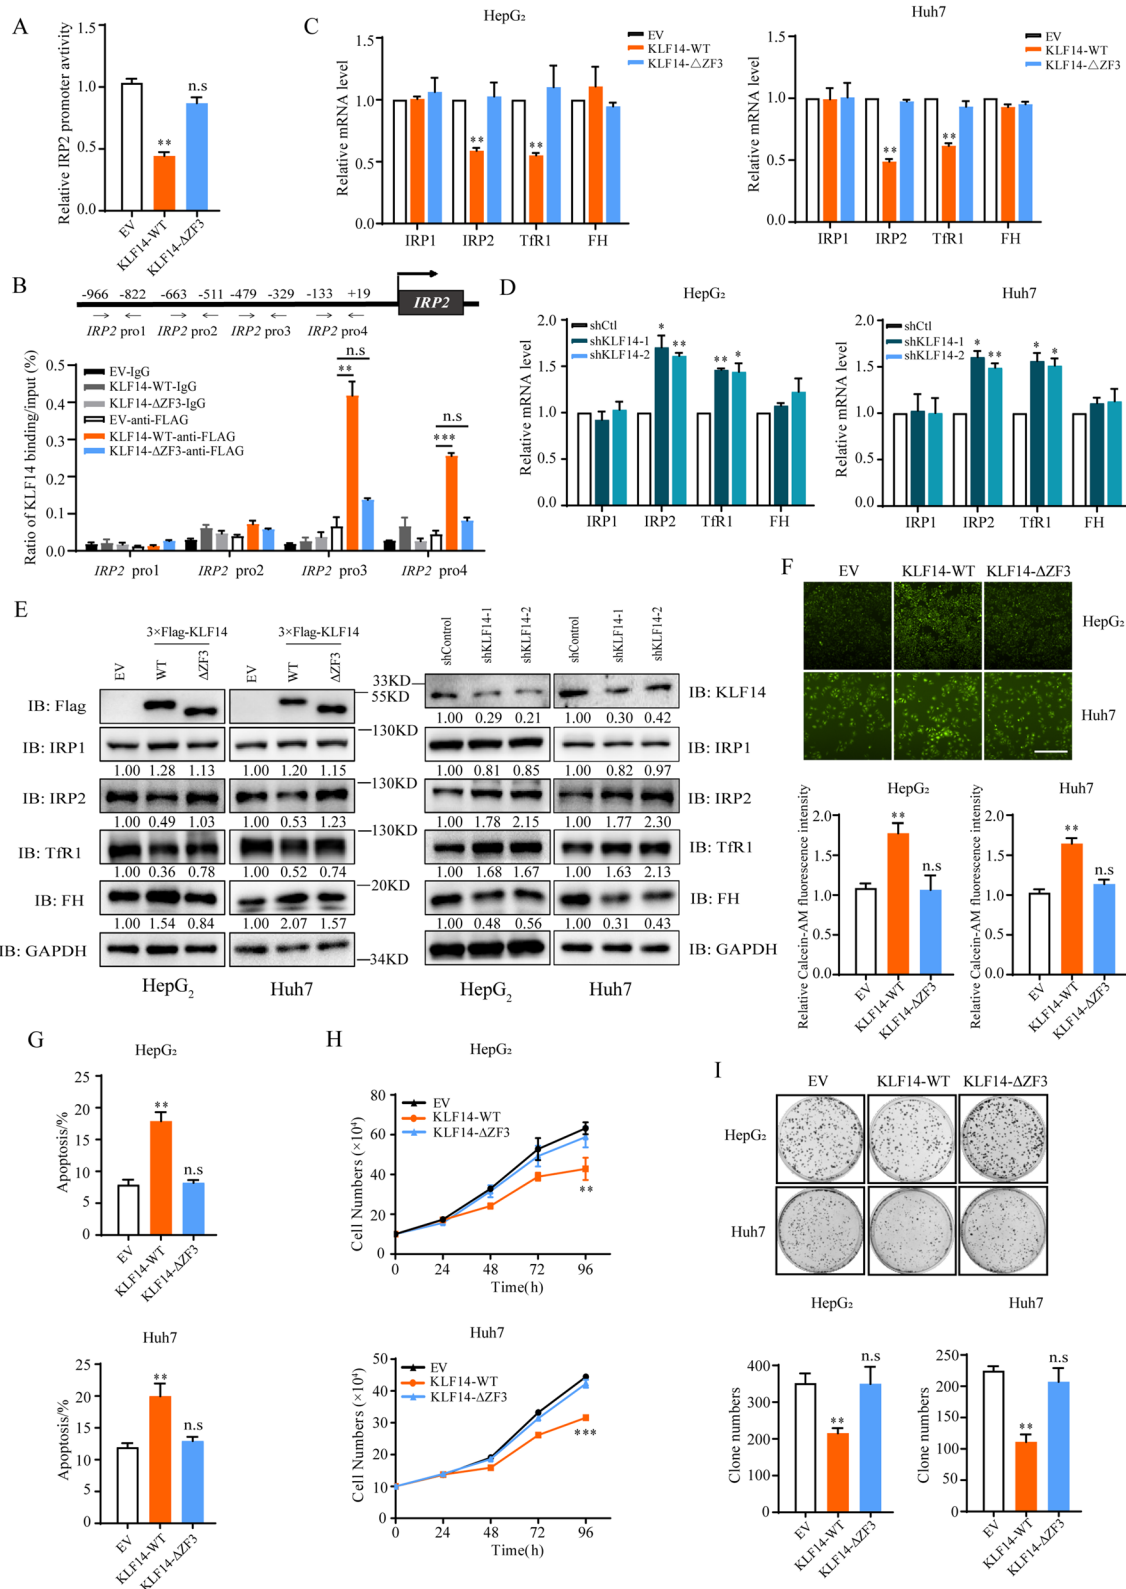 A
Relative IRP2 promoter avtivity
1.5
1.0
0.5
0.0
**
n.s
EV
KLF14-WT
KLF14-ΔZF3
C
HepG₂
Relative mRNA level
1.5
1.0
0.5
0.0
EV
KLF14-WT
KLF14-△ZF3
**
**
IRP1 IRP2 TfR1 FH
Huh7
Relative mRNA level
1.5
1.0
0.5
0.0
EV
KLF14-WT
KLF14-△ZF3
**
**
IRP1 IRP2 TfR1 FH
B
-966 -822 -663 -511 -479 -329 -133 +19
IRP2
IRP2 pro1 IRP2 pro2 IRP2 pro3 IRP2 pro4
Ratio of KLF14 binding/input (%)
0.5
0.4
0.3
0.2
0.1
0.0
EV-IgG
KLF14-WT-IgG
KLF14-ΔZF3-IgG
EV-anti-FLAG
KLF14-WT-anti-FLAG
KLF14-ΔZF3-anti-FLAG
n.s
**
n.s
***
IRP2 pro1 IRP2 pro2 IRP2 pro3 IRP2 pro4
D
HepG₂
Relative mRNA level
2.0
1.5
1.0
0.5
0.0
shCtl
shKLF14-1
shKLF14-2
* ** ** *
IRP1 IRP2 TfR1 FH
Huh7
Relative mRNA level
2.0
1.5
1.0
0.5
0.0
shCtl
shKLF14-1
shKLF14-2
* ** * *
IRP1 IRP2 TfR1 FH
E
3×Flag-KLF14 3×Flag-KLF14
EV WT ΔZF3 EV WT ΔZF3
shControl shKLF14-1 shKLF14-2 shControl shKLF14-1 shKLF14-2
IB: Flag
33KD
55KD
IB: KLF14
1.00 0.29 0.21 1.00 0.30 0.42
IB: IRP1
130KD
IB: IRP1
1.00 1.28 1.13 1.00 1.20 1.15
1.00 0.81 0.85 1.00 0.82 0.97
IB: IRP2
130KD
IB: IRP2
1.00 0.49 1.03 1.00 0.53 1.23
1.00 1.78 2.15 1.00 1.77 2.30
IB: TfR1
130KD
IB: TfR1
1.00 0.36 0.78 1.00 0.52 0.74
1.00 1.68 1.67 1.00 1.63 2.13
IB: FH
20KD
IB: FH
1.00 1.54 0.84 1.00 2.07 1.57
1.00 0.48 0.56 1.00 0.31 0.43
IB: GAPDH
34KD
IB: GAPDH
HepG₂ Huh7 HepG₂ Huh7
F
EV KLF14-WT KLF14-ΔZF3
HepG₂
Huh7
HepG₂
Relative Calcein-AM fluorescence intensity
2.0
1.5
1.0
0.5
0.0
**
n.s
EV
KLF14-WT
KLF14-ΔZF3
Huh7
Relative Calcein-AM fluorescence intensity
2.0
1.5
1.0
0.5
0.0
**
n.s
EV
KLF14-WT
KLF14-ΔZF3
G
HepG₂
Apoptosis/%
25
20
15
10
5
0
**
n.s
EV
KLF14-WT
KLF14-ΔZF3
Huh7
Apoptosis/%
25
20
15
10
5
0
**
n.s
EV
KLF14-WT
KLF14-ΔZF3
H
HepG₂
Cell Numbers (×10⁴)
80
60
40
20
0
EV
KLF14-WT
KLF14-ΔZF3
**
0 24 48 72 96
Time(h)
Huh7
Cell Numbers (×10⁴)
50
40
30
20
10
0
EV
KLF14-WT
KLF14-ΔZF3
***
0 24 48 72 96
Time(h)
I
EV KLF14-WT KLF14-ΔZF3
HepG₂
Huh7
HepG₂
Clone numbers
400
300
200
100
0
**
n.s
EV
KLF14-WT
KLF14-ΔZF3
Huh7
Clone numbers
250
200
150
100
50
0
**
n.s
EV
KLF14-WT
KLF14-ΔZF3